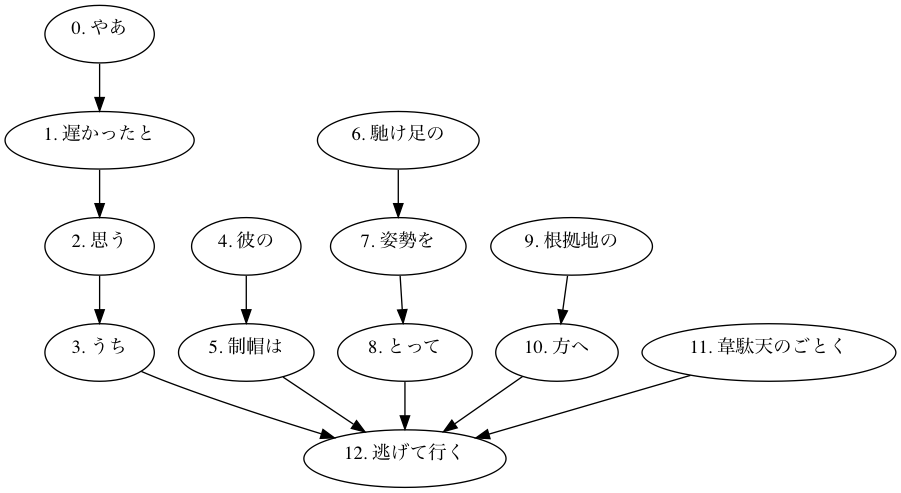 0. やあ
1. 遅かったと
6. 馳け足の
2. 思う
4. 彼の
7. 姿勢を
9. 根拠地の
3. うち
5. 制帽は
8. とって
10. 方へ
11. 韋駄天のごとく
12. 逃げて行く